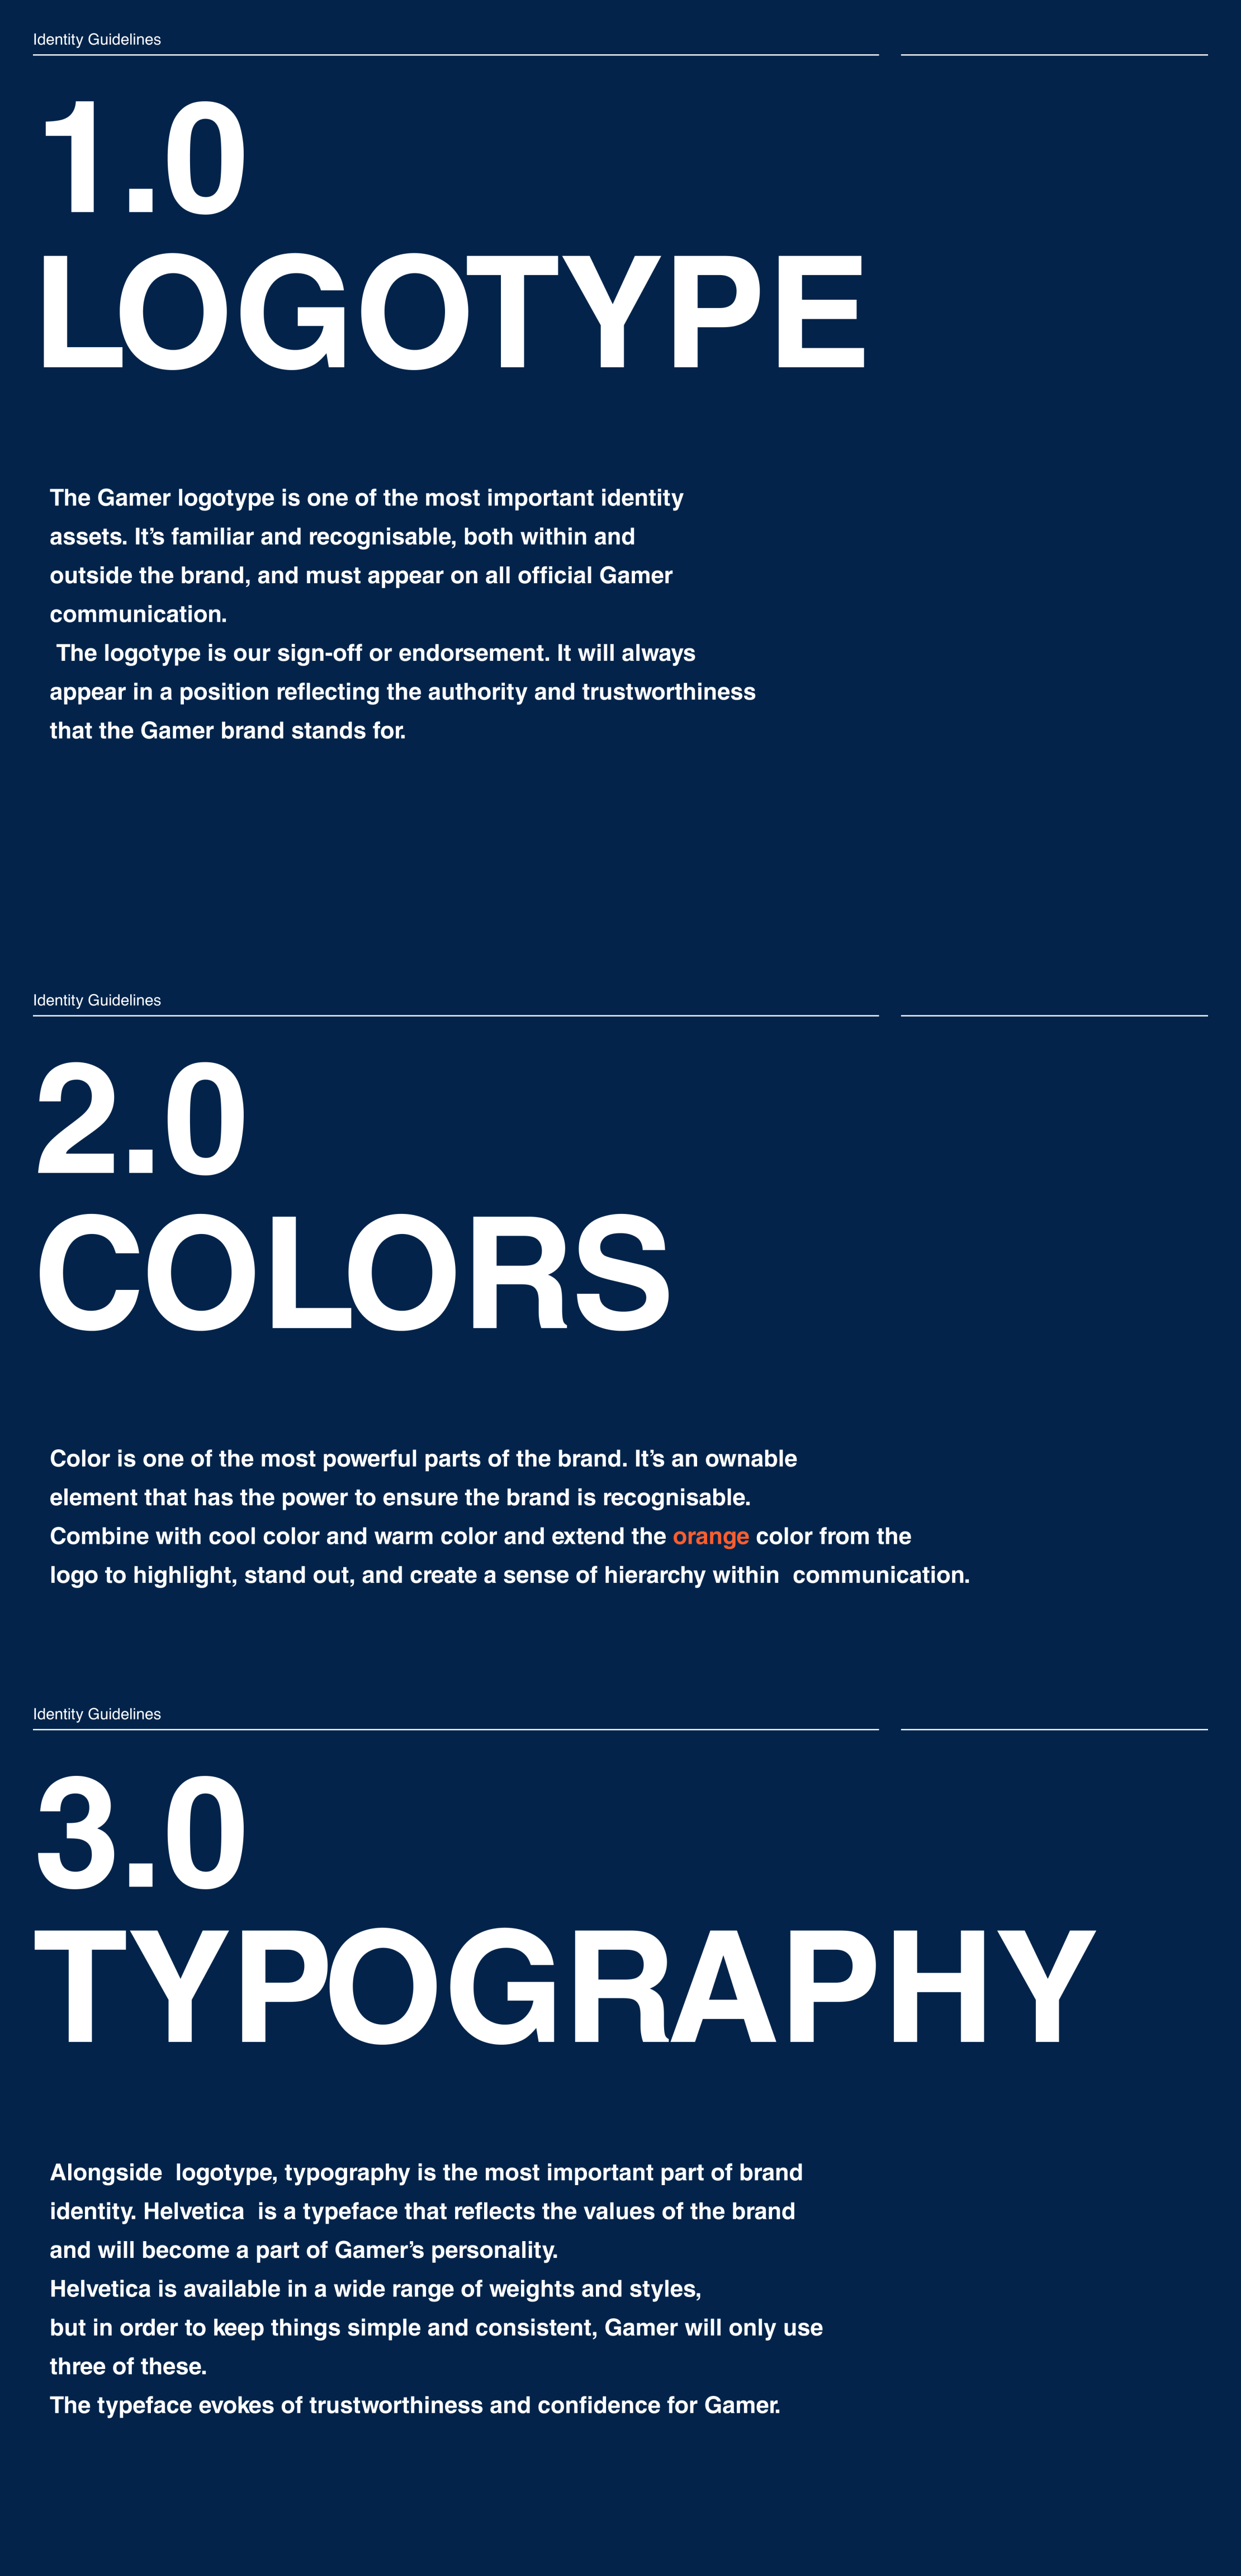 Identity Guidelines
1.0
LOGOTYPE
The Gamer logotype is one of the most important identity
assets. It’s familiar and recognisable, both within and
outside the brand, and must appear on all official Gamer
communication.
The logotype is our sign-off or endorsement. It will always
appear in a position reflecting the authority and trustworthiness
that the Gamer brand stands for.
Identity Guidelines
2.0
COLORS
Color is one of the most powerful parts of the brand. It’s an ownable
element that has the power to ensure the brand is recognisable.
Combine with cool color and warm color and extend the orange color from the
logo to highlight, stand out, and create a sense of hierarchy within  communication.
Identity Guidelines
3.0
TYPOGRAPHY
Alongside  logotype, typography is the most important part of brand
identity. Helvetica  is a typeface that reflects the values of the brand
and will become a part of Gamer’s personality.
Helvetica is available in a wide range of weights and styles,
but in order to keep things simple and consistent, Gamer will only use
three of these.
The typeface evokes of trustworthiness and confidence for Gamer.